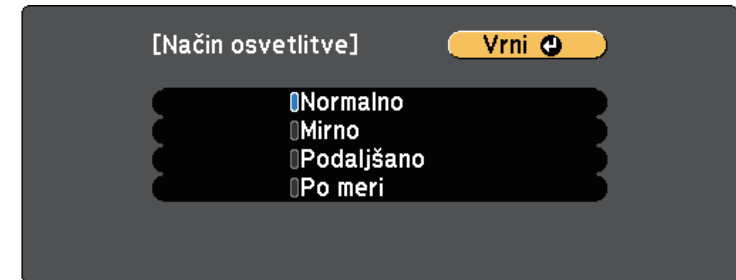 [Način osvetlitve] Vrni
Normalno
Mirno
Podaljšano
Po meri